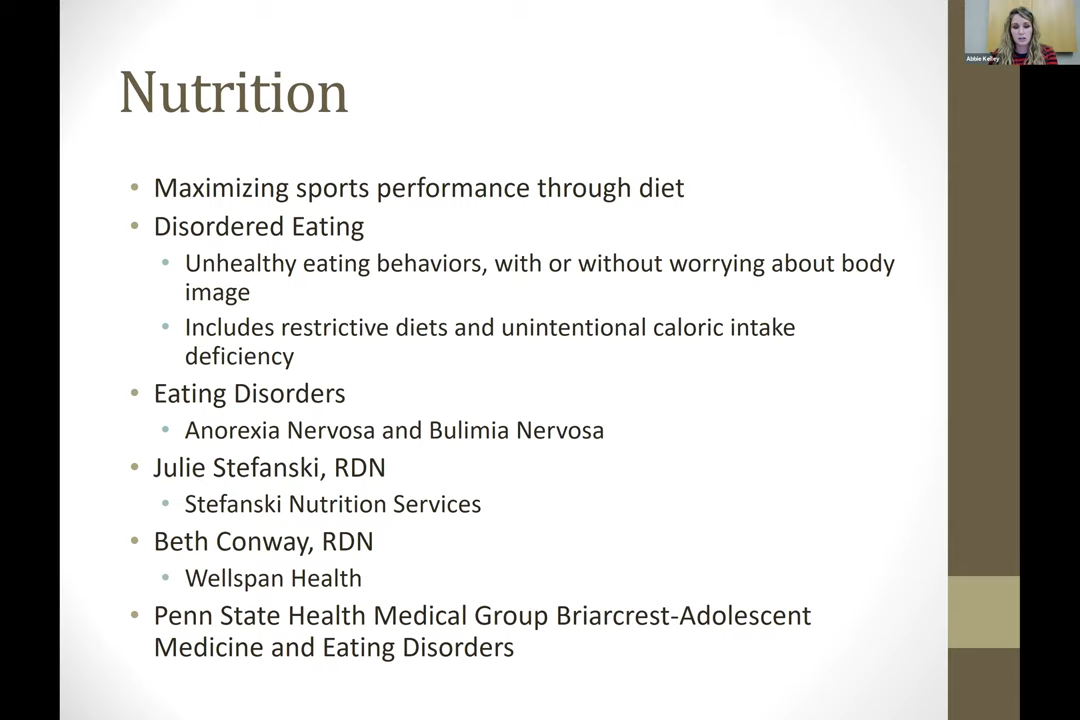 Nutrition
• Maximizing sports performance through diet
• Disordered Eating
• Unhealthy eating behaviors, with or without worrying about body
image
• Includes restrictive diets and unintentional caloric intake
deficiency
• Eating Disorders
• Anorexia Nervosa and Bulimia Nervosa
• Julie Stefanski, RDN
• Stefanski Nutrition Services
• Beth Conway, RDN
• Wellspan Health
• Penn State Health Medical Group Briarcrest-Adolescent
Medicine and Eating Disorders
Abbie Kelley